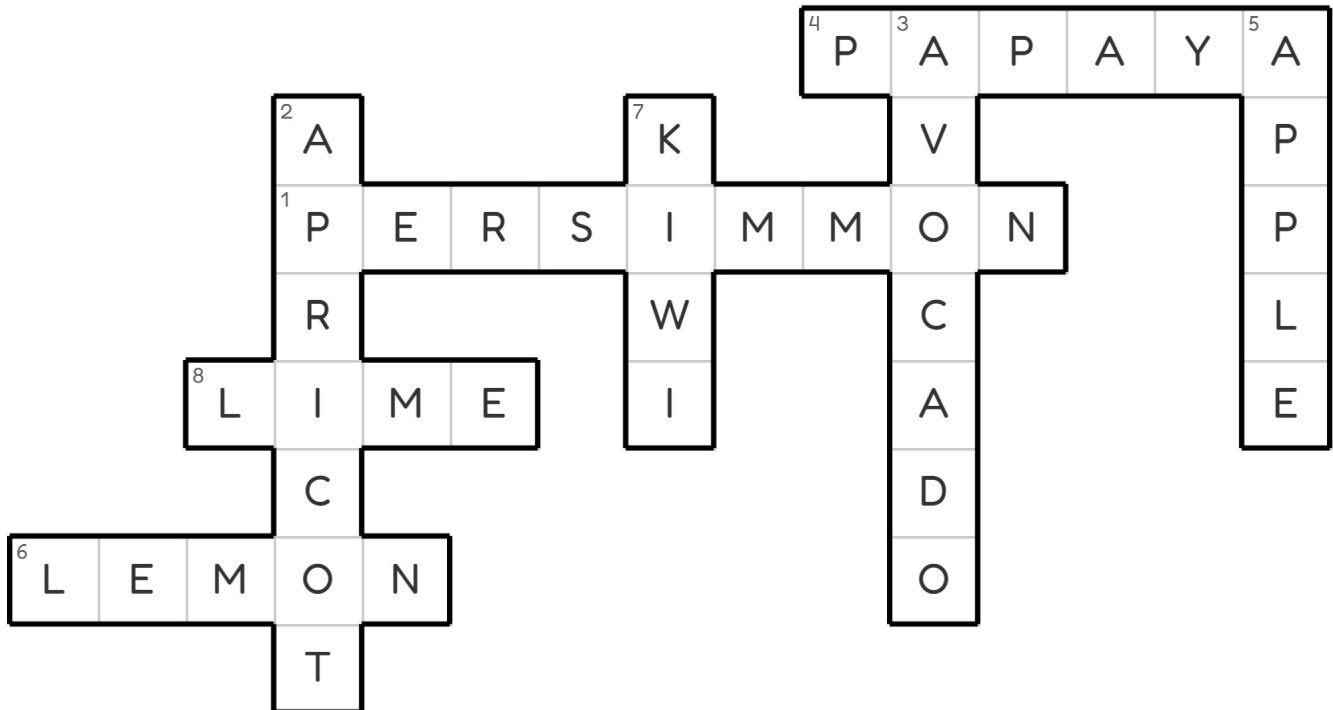 4 P 3 A P A Y 5 A
2 A 7 K V P
1 P E R S I M M O N P
R W C L
8 L I M E I A E
C D
6 L E M O N O
T